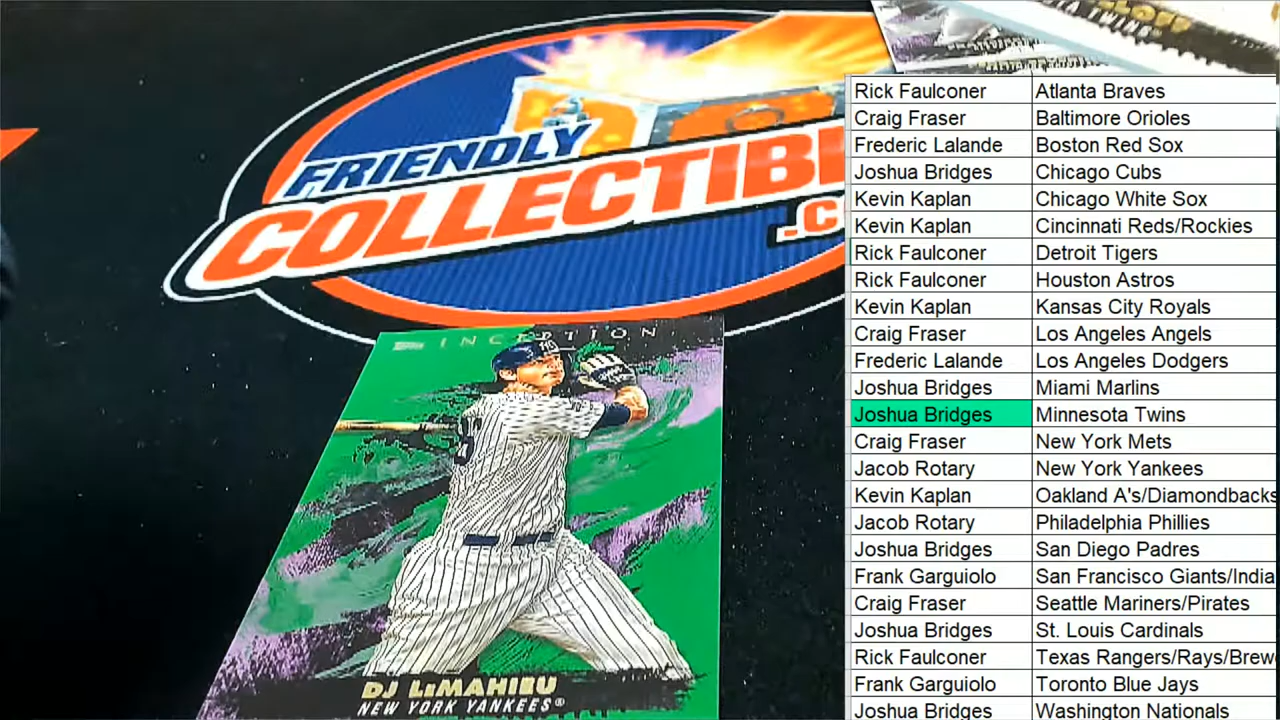 FRIENDLY
COLLECTIBI
.C
INCEPTION
DJ LeMAHIEU
NEW YORK YANKEES®
TWINS®
Rick Faulconer Atlanta Braves
Craig Fraser Baltimore Orioles
Frederic Lalande Boston Red Sox
Joshua Bridges Chicago Cubs
Kevin Kaplan Chicago White Sox
Kevin Kaplan Cincinnati Reds/Rockies
Rick Faulconer Detroit Tigers
Rick Faulconer Houston Astros
Kevin Kaplan Kansas City Royals
Craig Fraser Los Angeles Angels
Frederic Lalande Los Angeles Dodgers
Joshua Bridges Miami Marlins
Joshua Bridges Minnesota Twins
Craig Fraser New York Mets
Jacob Rotary New York Yankees
Kevin Kaplan Oakland A's/Diamondbacks
Jacob Rotary Philadelphia Phillies
Joshua Bridges San Diego Padres
Frank Garguiolo San Francisco Giants/India
Craig Fraser Seattle Mariners/Pirates
Joshua Bridges St. Louis Cardinals
Rick Faulconer Texas Rangers/Rays/Brew
Frank Garguiolo Toronto Blue Jays
Joshua Bridges Washington Nationals